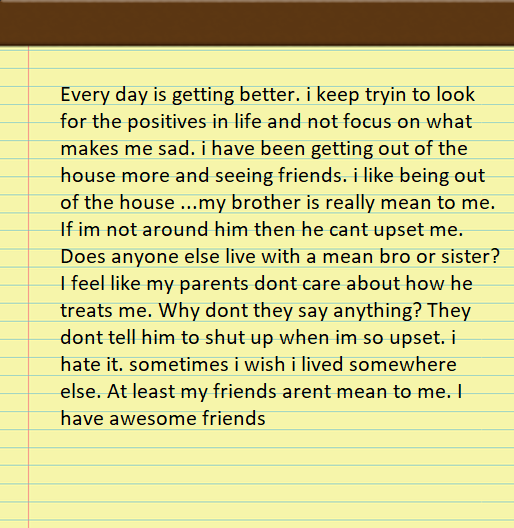 Every day is getting better. i keep tryin to look
for the positives in life and not focus on what
makes me sad. i have been getting out of the
house more and seeing friends. i like being out
of the house ...my brother is really mean to me.
If im not around him then he cant upset me.
Does anyone else live with a mean bro or sister?
I feel like my parents dont care about how he
treats me. Why dont they say anything? They
dont tell him to shut up when im so upset. i
hate it. sometimes i wish i lived somewhere
else. At least my friends arent mean to me. I
have awesome friends